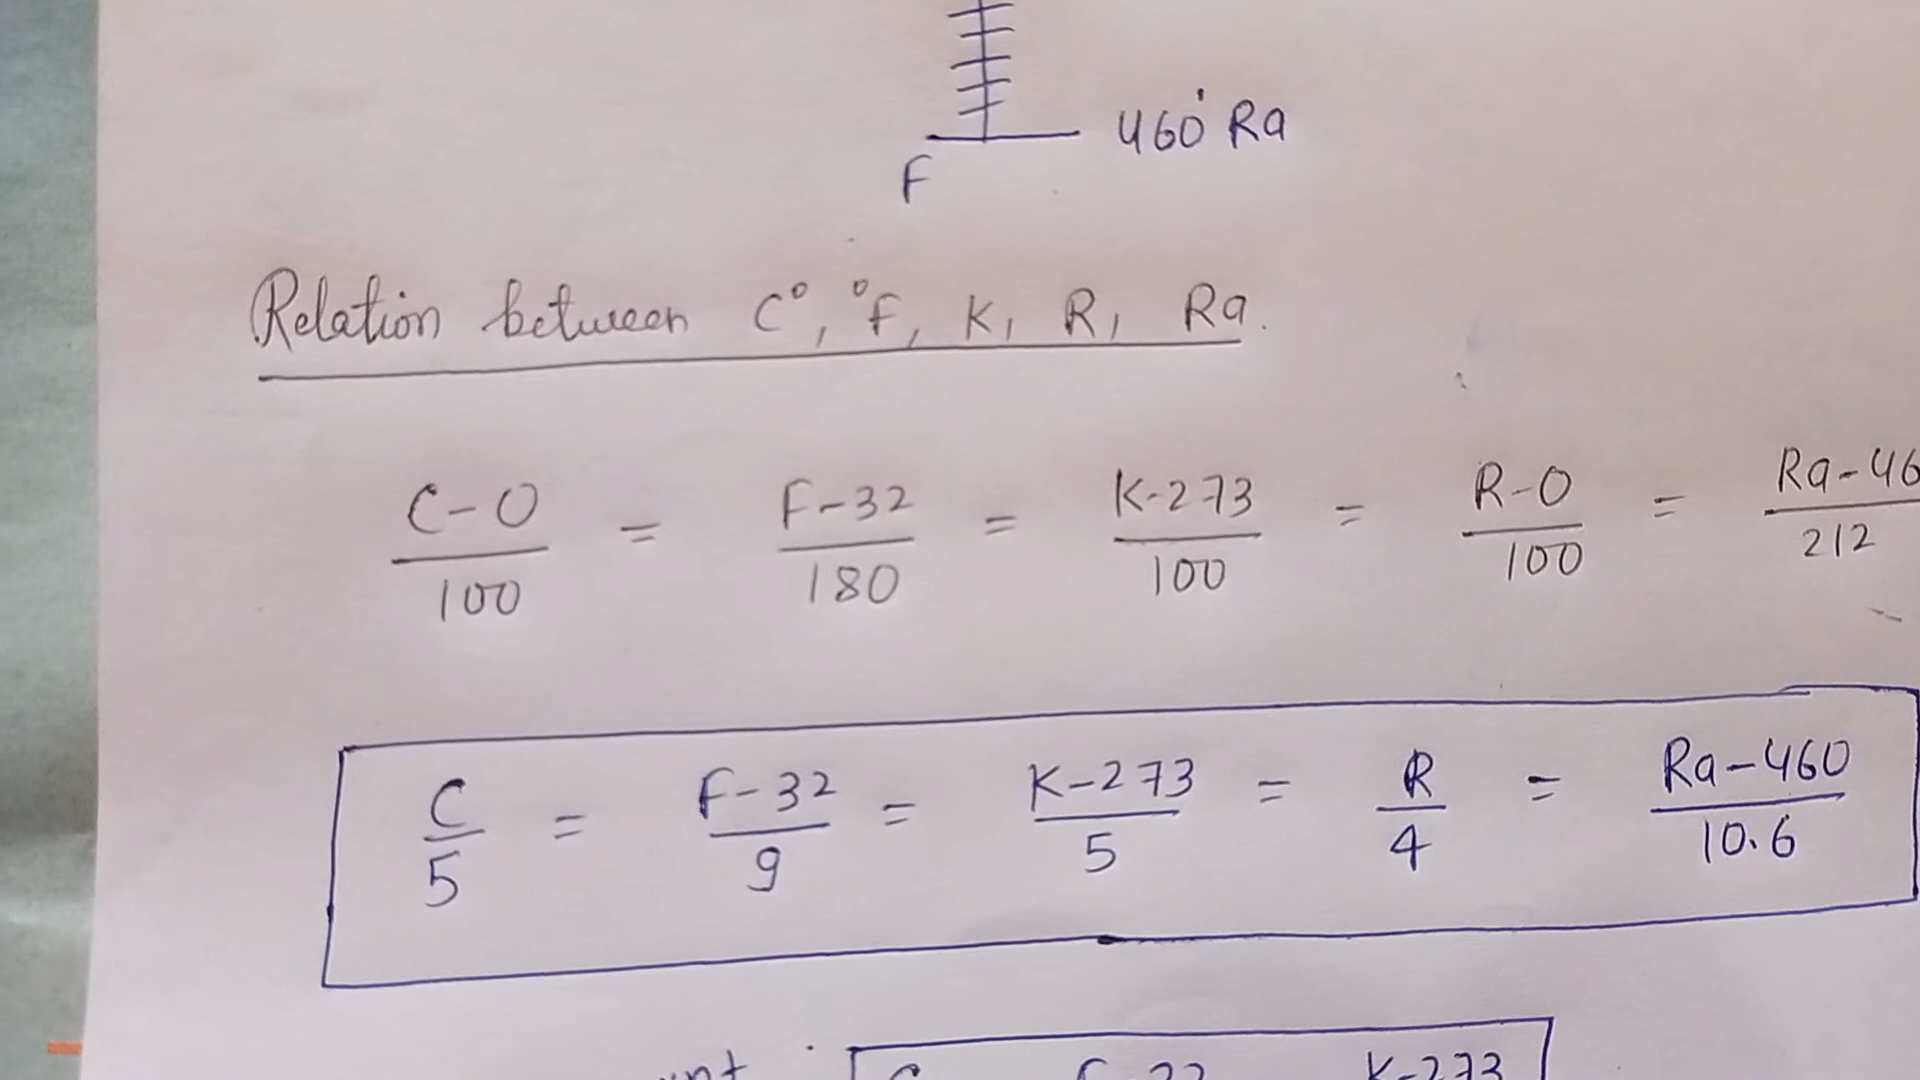 460° Ra
F
Relation between C°, °F, K, R, Ra.
C-0/100 = F-32/180 = K-273/100 = R-0/100 = Ra-46/212
C/5 = F-32/9 = K-273/5 = R/4 = Ra-460/10.6
K-273